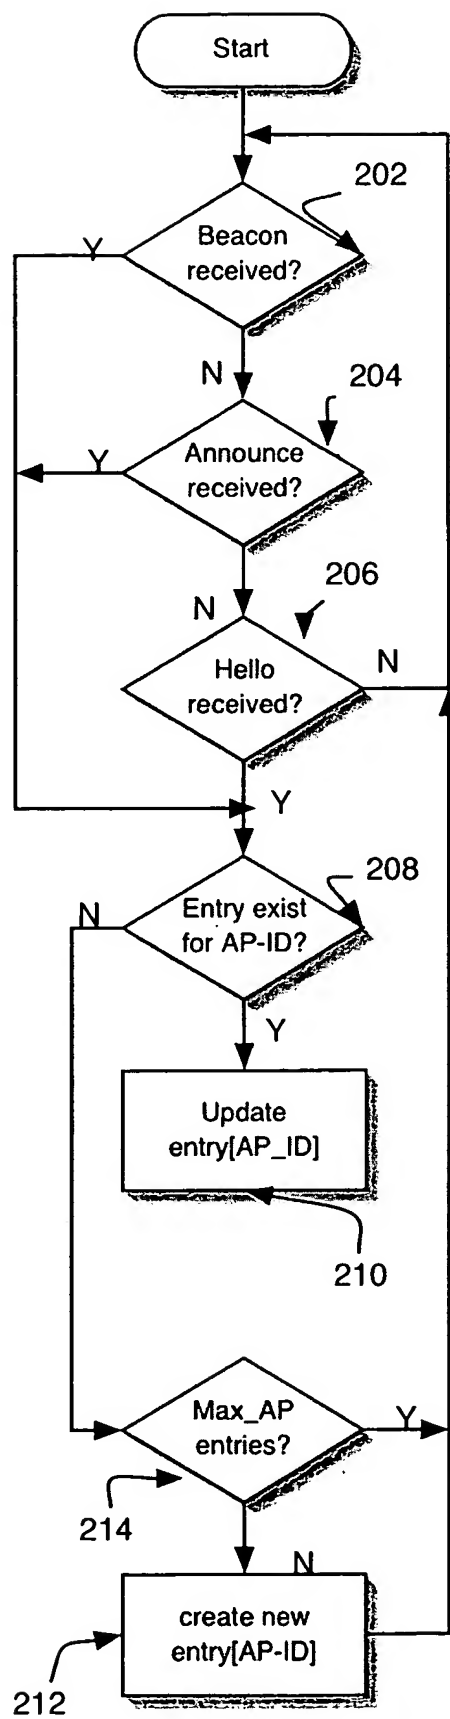 Start
202
Beacon
received?
Y
N
204
Announce
received?
Y
N
206
Hello
received?
N
Y
208
Entry exist
for AP-ID?
N
Y
Update
entry[AP_ID]
210
Max_AP
entries?
Y
214
N
create new
entry[AP-ID]
212